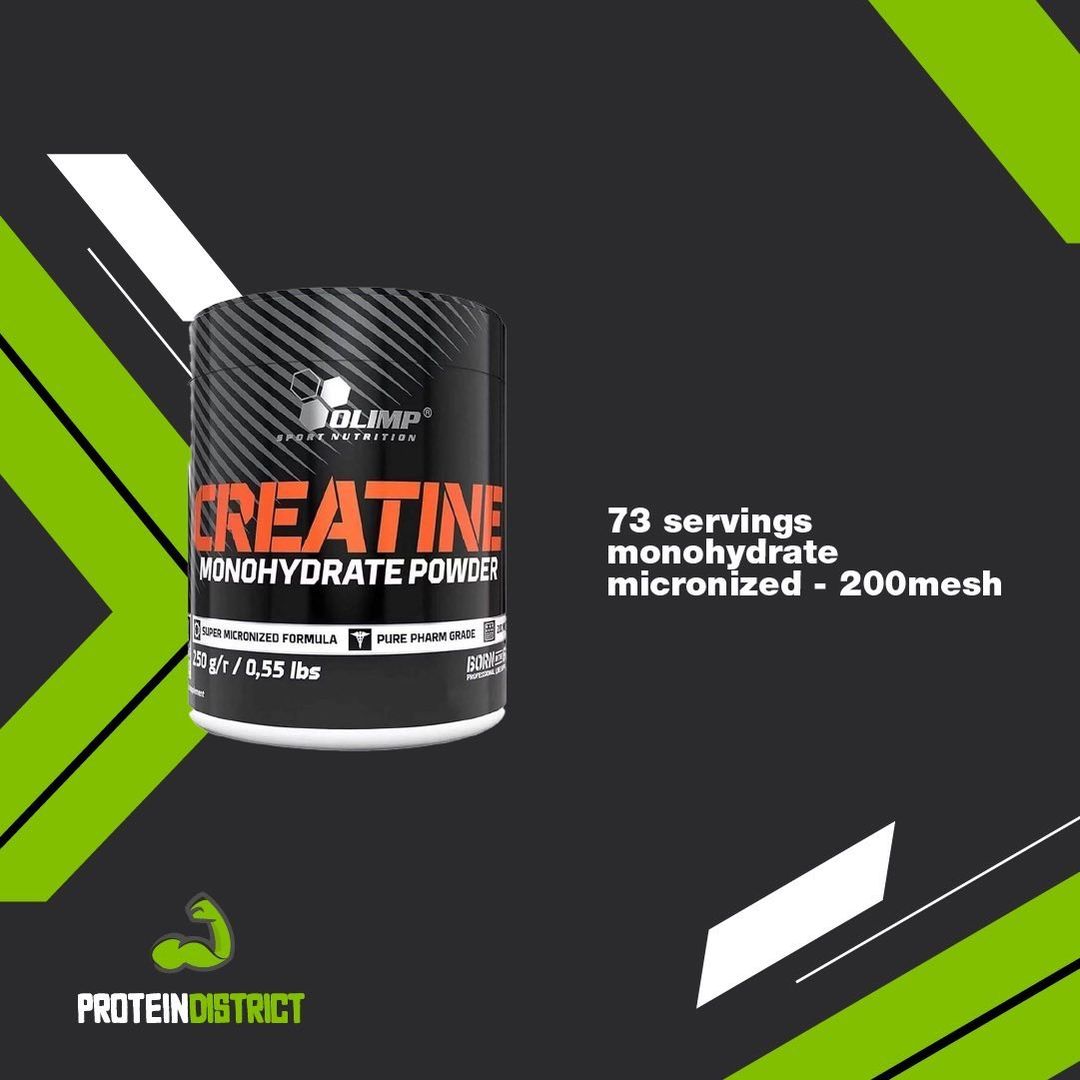 OLIMP®
SPORT NUTRITION
CREATINE
MONOHYDRATE POWDER
SUPER MICRONIZED FORMULA PURE PHARM GRADE
250 g/r / 0,55 lbs
BORN
73 servings
monohydrate
micronized - 200mesh
PROTEINDISTRICT